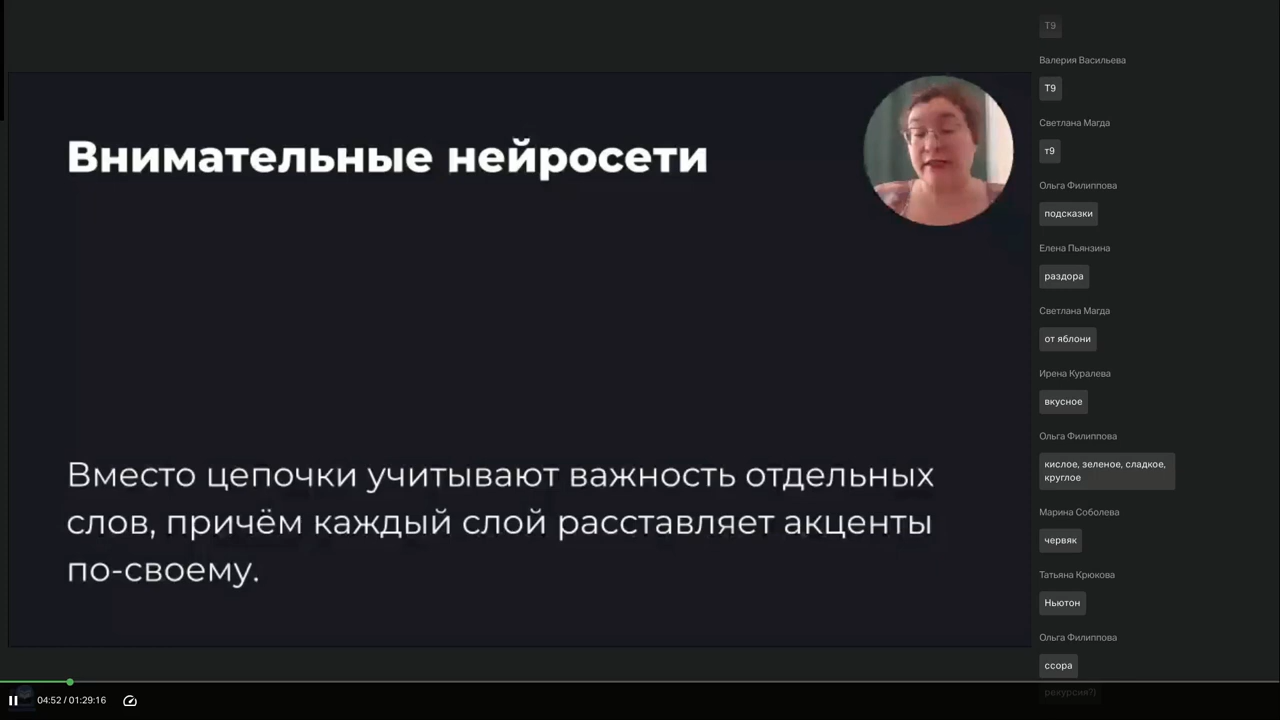 Внимательные нейросети
Вместо цепочки учитывают важность отдельных
слов, причём каждый слой расставляет акценты
по-своему.
Т9
Валерия Васильева
Т9
Светлана Магда
т9
Ольга Филиппова
подсказки
Елена Пьянзина
раздора
Светлана Магда
от яблони
Ирена Куралева
вкусное
Ольга Филиппова
кислое, зеленое, сладкое,
круглое
Марина Соболева
червяк
Татьяна Крюкова
Ньютон
Ольга Филиппова
ссора
рекурсия?)
04:52 / 01:29:16